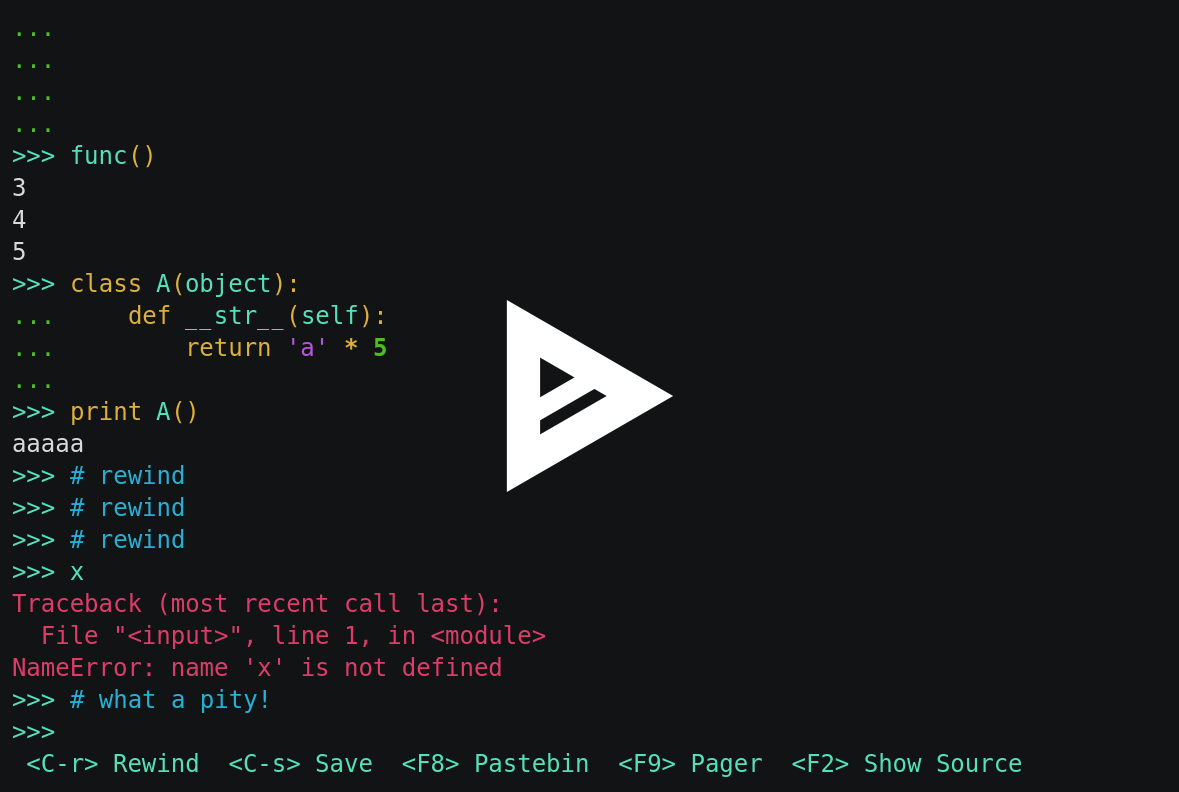 ...
...
...
...
>>> func()
3
4
5
>>> class A(object):
...     def __str__(self):
...         return 'a' * 5
...
>>> print A()
aaaaa
>>> # rewind
>>> # rewind
>>> # rewind
>>> x
Traceback (most recent call last):
  File "<input>", line 1, in <module>
NameError: name 'x' is not defined
>>> # what a pity!
>>>
 <C-r> Rewind  <C-s> Save  <F8> Pastebin  <F9> Pager  <F2> Show Source